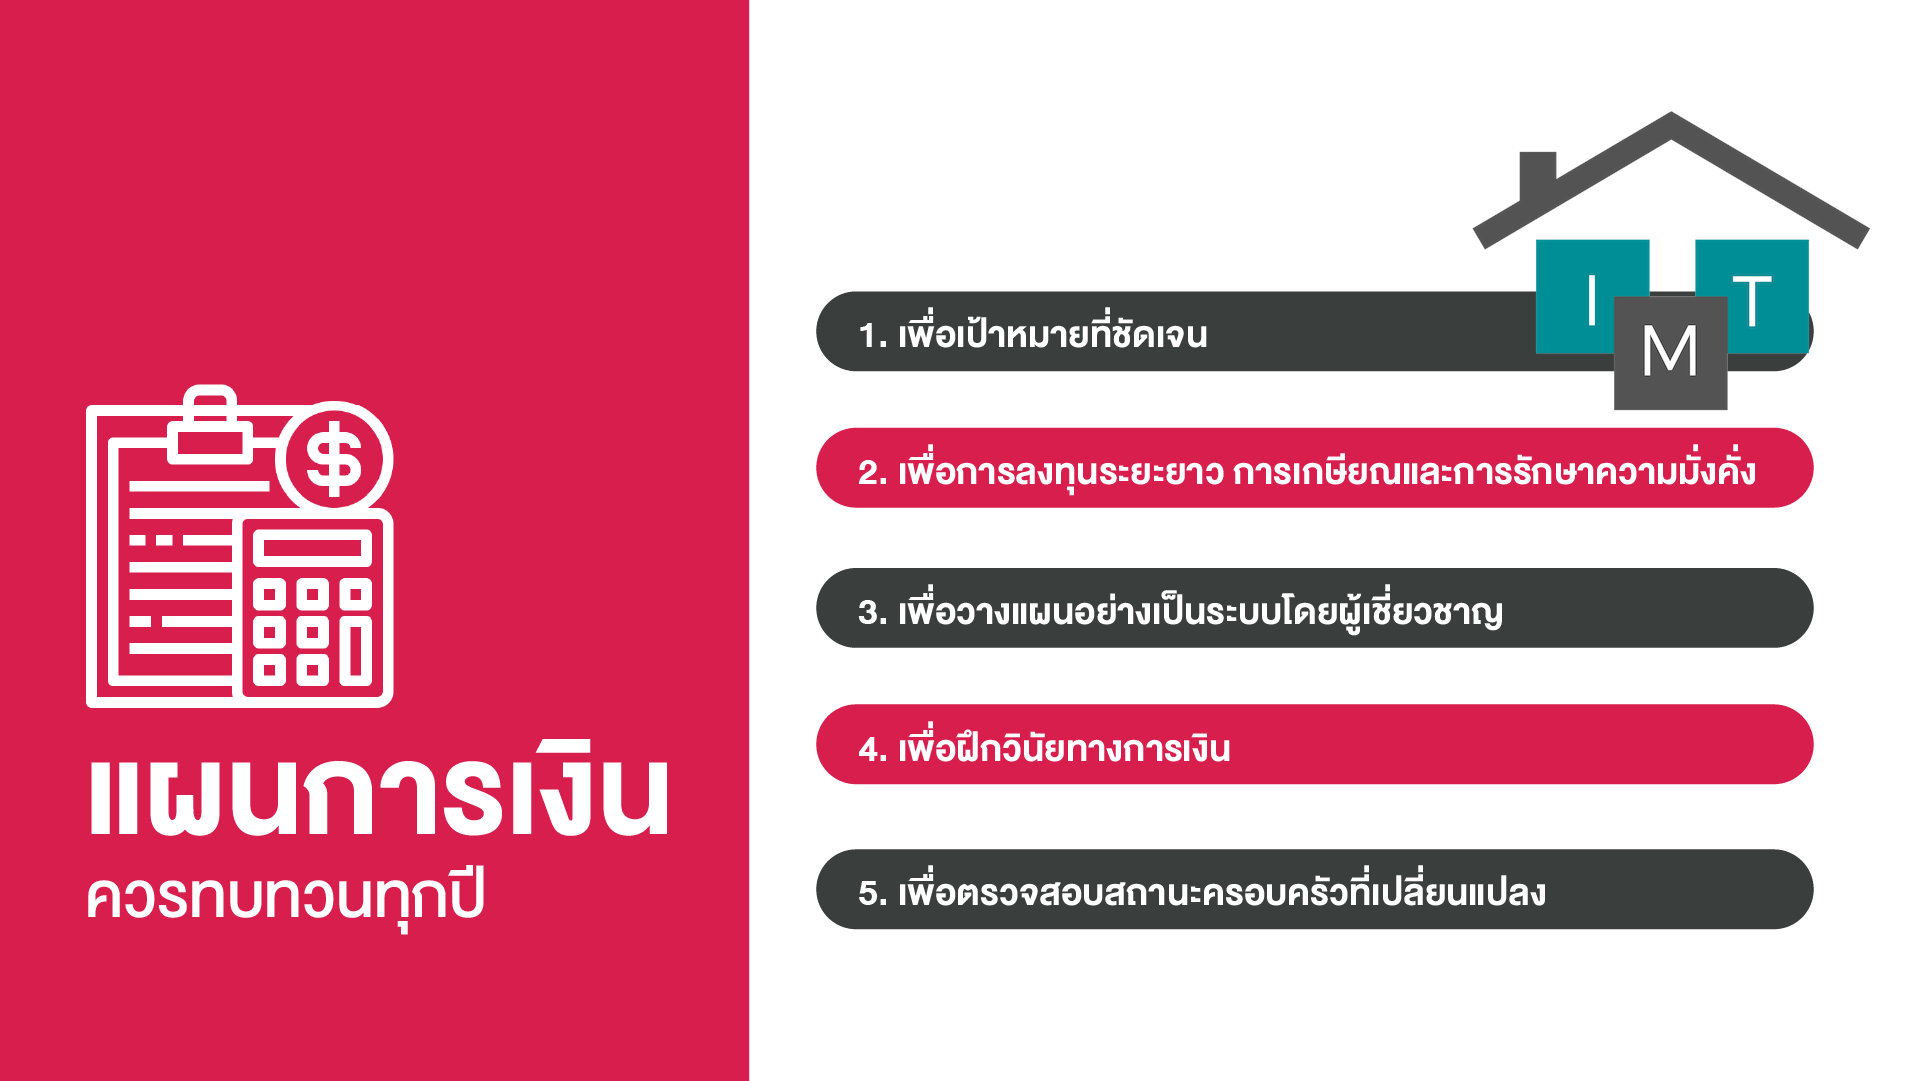 แผนการเงิน
ควรทบทวนทุกปี
I
T
M
1. เพื่อเป้าหมายที่ชัดเจน
2. เพื่อการลงทุนระยะยาว การเกษียณและการรักษาความมั่งคั่ง
3. เพื่อวางแผนอย่างเป็นระบบโดยผู้เชี่ยวชาญ
4. เพื่อฝึกวินัยทางการเงิน
5. เพื่อตรวจสอบสถานะครอบครัวที่เปลี่ยนแปลง
$